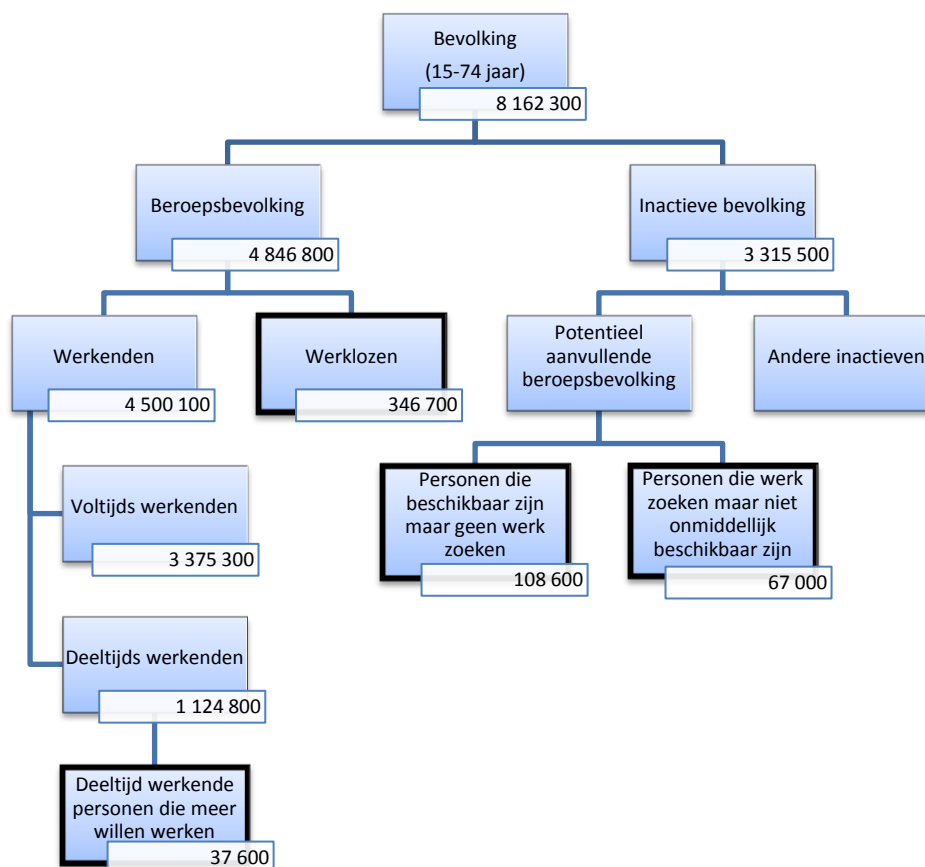 Bevolking
(15-74 jaar)
8 162 300
Beroepsbevolking
4 846 800
Inactieve bevolking
3 315 500
Werkenden
4 500 100
Werklozen
346 700
Potentieel
aanvullende
beroepsbevolking
Andere inactieven
Voltijds werkenden
3 375 300
Personen die
beschikbaar zijn
maar geen werk
zoeken
108 600
Personen die werk
zoeken maar niet
onmiddellijk
beschikbaar zijn
67 000
Deeltijds werkenden
1 124 800
Deeltijd werkende
personen die meer
willen werken
37 600